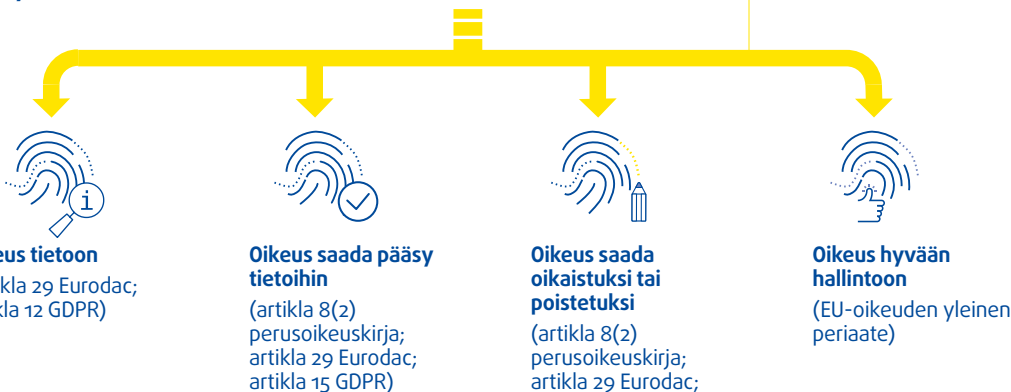 eus tietoon
kla 29 Eurodac;
kla 12 GDPR)
Oikeus saada pääsy
tietoihin
(artikla 8(2)
perusoikeuskirja;
artikla 29 Eurodac;
artikla 15 GDPR)
Oikeus saada
oikaistuksi tai
poistetuksi
(artikla 8(2)
perusoikeuskirja;
artikla 29 Eurodac;
Oikeus hyvään
hallintoon
(EU-oikeuden yleinen
periaate)